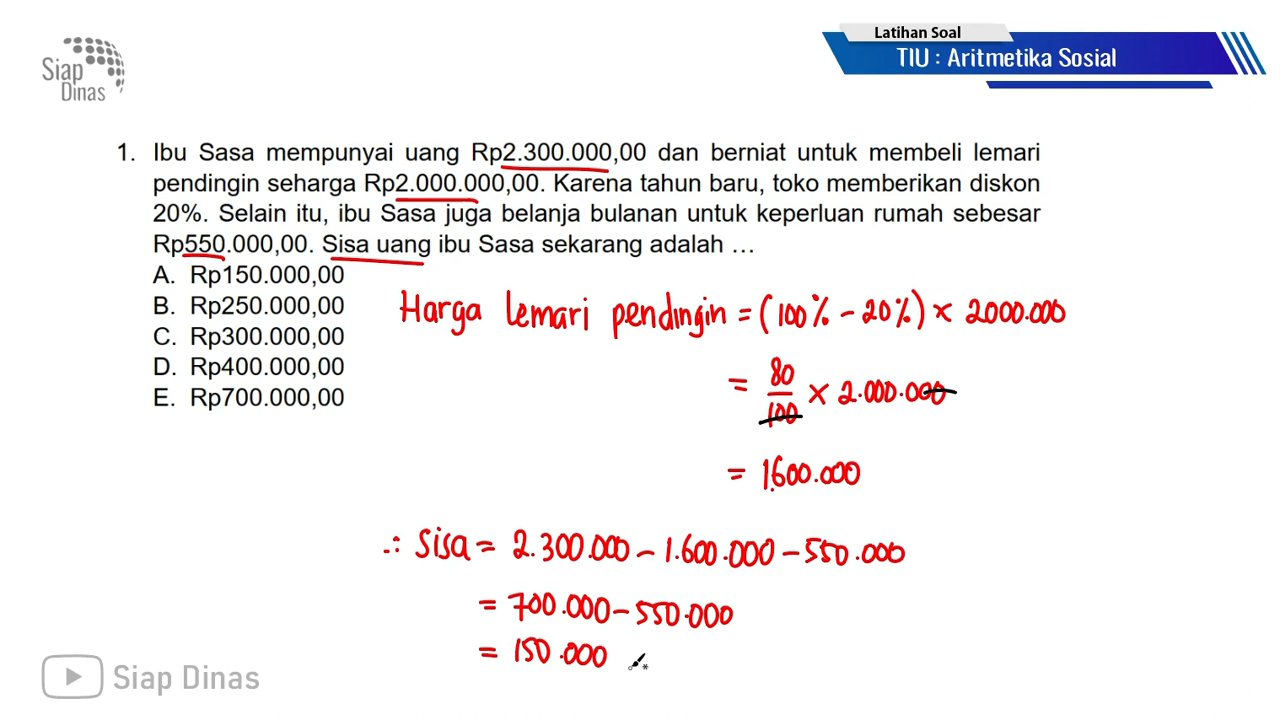 Siap
Dinas
Latihan Soal
TIU : Aritmetika Sosial
1. Ibu Sasa mempunyai uang Rp2.300.000,00 dan berniat untuk membeli lemari
pendingin seharga Rp2.000.000,00. Karena tahun baru, toko memberikan diskon
20%. Selain itu, ibu Sasa juga belanja bulanan untuk keperluan rumah sebesar
Rp550.000,00. Sisa uang ibu Sasa sekarang adalah …
A. Rp150.000,00
B. Rp250.000,00
C. Rp300.000,00
D. Rp400.000,00
E. Rp700.000,00
Harga lemari pendingin = (100% - 20%) × 2000.000
= 80/100 × 2.000.000
= 1.600.000
∴ Sisa = 2.300.000 - 1.600.000 - 550.000
= 700.000 - 550.000
= 150.000
Siap Dinas